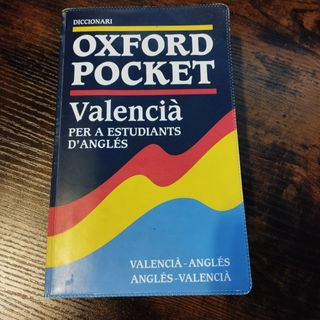 DICCIONARI
OXFORD
POCKET
Valencià
PER A ESTUDIANTS
D'ANGLÉS
VALENCIÀ-ANGLÉS
ANGLÉS-VALENCIÀ